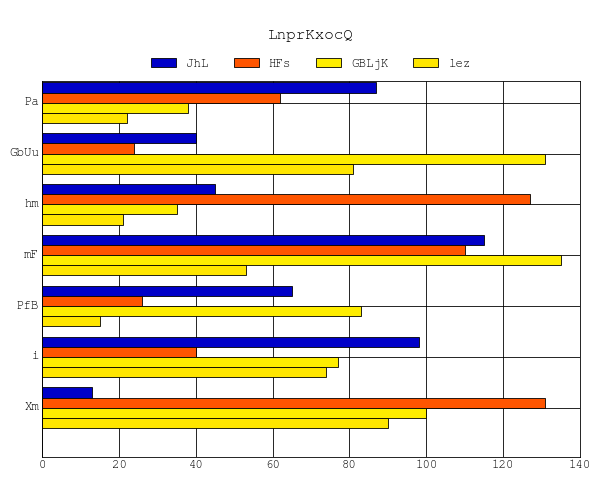 LnprKxocQ
JhL HFs GBLjK lez
Pa
GbUu
hm
mF
PfB
i
Xm
0 20 40 60 80 100 120 140